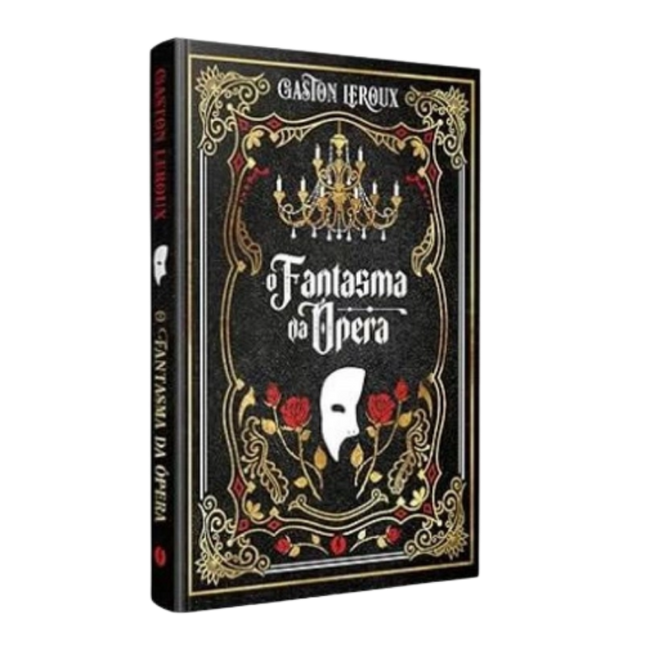 GASTON LEROUX
O Fantasma
da Ópera
GASTON LEROUX
O FANTASMA DA ÓPERA